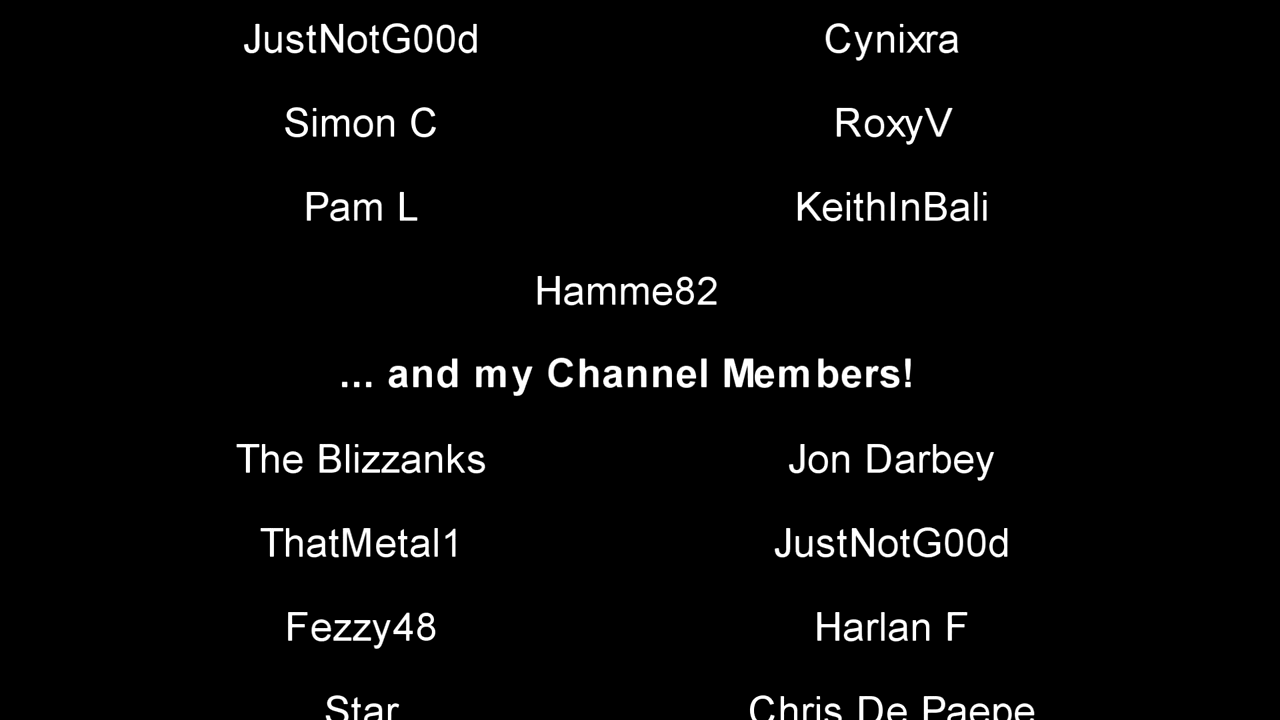 JustNotG00d Cynixra
Simon C RoxyV
Pam L KeithInBali
Hamme82
... and my Channel Members!
The Blizzanks Jon Darbey
ThatMetal1 JustNotG00d
Fezzy48 Harlan F
Star Chris De Paepe